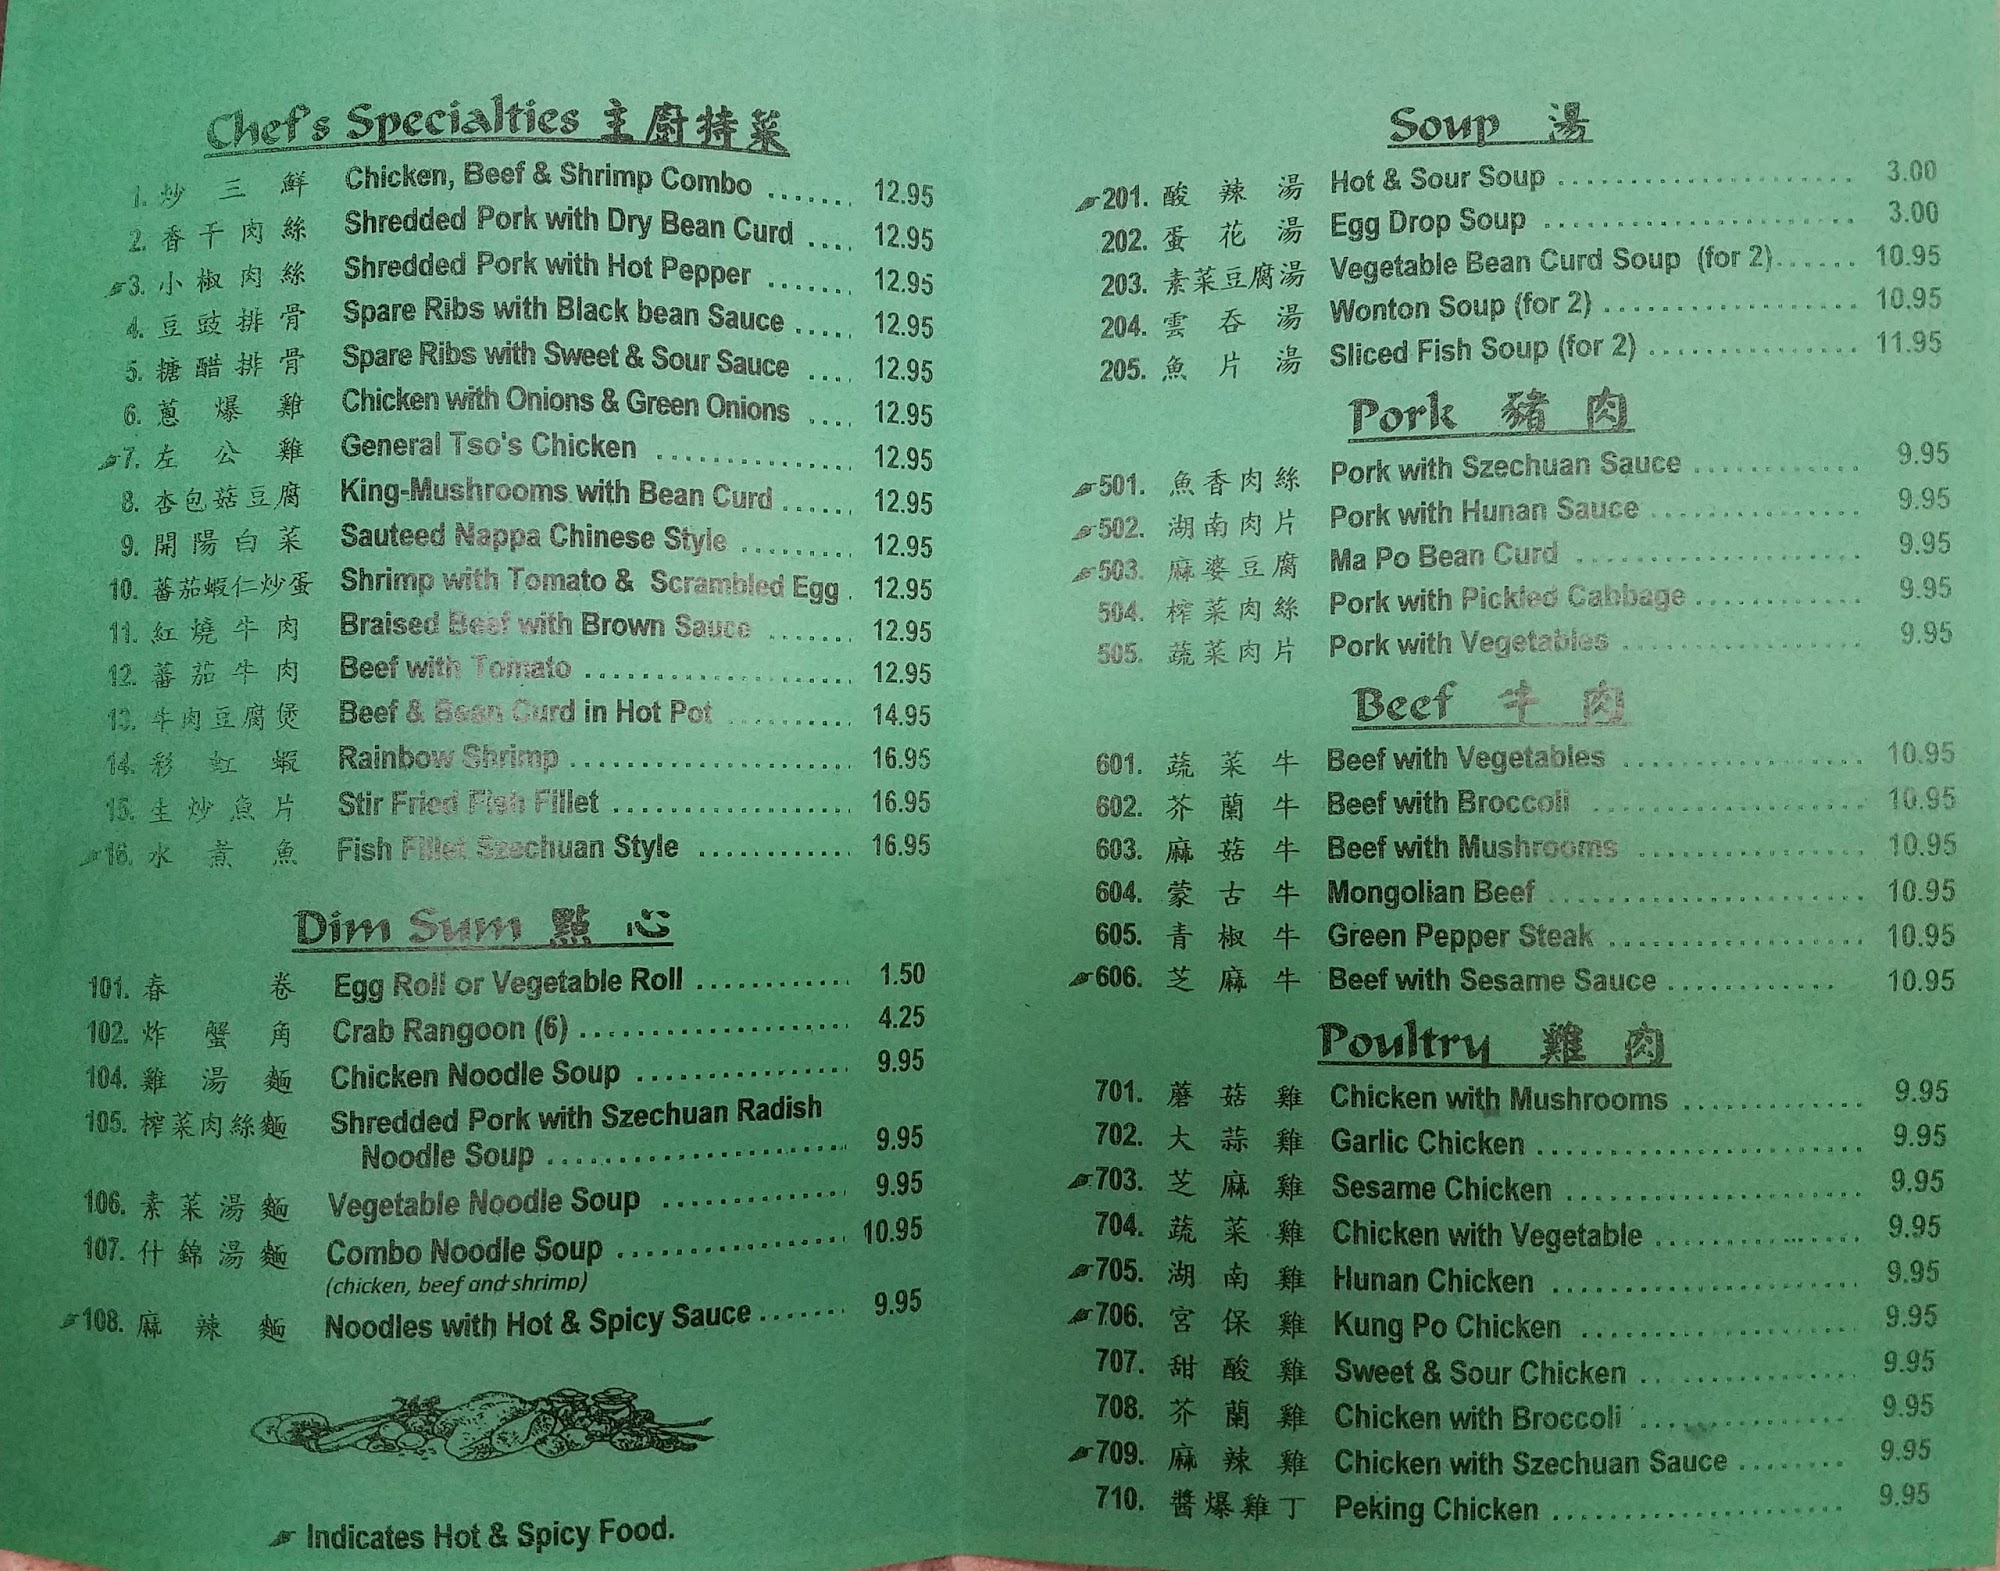 Chef's Specialties 主廚持菜
1. 炒三鮮 Chicken, Beef & Shrimp Combo ....... 12.95
2. 香干肉絲 Shredded Pork with Dry Bean Curd .... 12.95
3. 小椒肉絲 Shredded Pork with Hot Pepper ....... 12.95
4. 豆豉排骨 Spare Ribs with Black bean Sauce ..... 12.95
5. 糖醋排骨 Spare Ribs with Sweet & Sour Sauce .... 12.95
6. 蔥爆雞 Chicken with Onions & Green Onions .... 12.95
7. 左公雞 General Tso's Chicken ............... 12.95
8. 杏包菇豆腐 King-Mushrooms with Bean Curd ...... 12.95
9. 開陽白菜 Sauteed Nappa Chinese Style ......... 12.95
10. 蕃茄蝦仁炒蛋 Shrimp with Tomato & Scrambled Egg . 12.95
11. 紅燒牛肉 Braised Beef with Brown Sauce ....... 12.95
12. 蕃茄牛肉 Beef with Tomato ..................... 12.95
13. 牛肉豆腐煲 Beef & Bean Curd in Hot Pot .......... 14.95
14. 彩虹蝦 Rainbow Shrimp ...................... 16.95
15. 生炒魚片 Stir Fried Fish Fillet .................. 16.95
16. 水煮魚 Fish Fillet Szechuan Style ............ 16.95
Dim Sum 點心
101. 春卷 Egg Roll or Vegetable Roll ............ 1.50
102. 炸蟹角 Crab Rangoon (6) ..................... 4.25
104. 雞湯麵 Chicken Noodle Soup ................ 9.95
105. 榨菜肉絲麵 Shredded Pork with Szechuan Radish
Noodle Soup ........................ 9.95
106. 素菜湯麵 Vegetable Noodle Soup .............. 9.95
107. 什錦湯麵 Combo Noodle Soup .................. 10.95
(chicken, beef and shrimp)
108. 麻辣麵 Noodles with Hot & Spicy Sauce ....... 9.95
Indicates Hot & Spicy Food.
Soup 湯
201. 酸辣湯 Hot & Sour Soup ...................... 3.00
202. 蛋花湯 Egg Drop Soup ....................... 3.00
203. 素菜豆腐湯 Vegetable Bean Curd Soup (for 2)....... 10.95
204. 雲吞湯 Wonton Soup (for 2) .................. 10.95
205. 魚片湯 Sliced Fish Soup (for 2) ............... 11.95
Pork 豬肉
501. 魚香肉絲 Pork with Szechuan Sauce ............ 9.95
502. 湖南肉片 Pork with Hunan Sauce ............... 9.95
503. 麻婆豆腐 Ma Po Bean Curd ..................... 9.95
504. 榨菜肉絲 Pork with Pickled Cabbage ............ 9.95
505. 蔬菜肉片 Pork with Vegetables ................. 9.95
Beef 牛肉
601. 蔬菜牛 Beef with Vegetables ................. 10.95
602. 芥蘭牛 Beef with Broccoli .................... 10.95
603. 麻菇牛 Beef with Mushrooms ................ 10.95
604. 蒙古牛 Mongolian Beef ....................... 10.95
605. 青椒牛 Green Pepper Steak .................. 10.95
606. 芝麻牛 Beef with Sesame Sauce ............. 10.95
Poultry 雞肉
701. 蘑菇雞 Chicken with Mushrooms ............. 9.95
702. 大蒜雞 Garlic Chicken ........................ 9.95
703. 芝麻雞 Sesame Chicken ...................... 9.95
704. 蔬菜雞 Chicken with Vegetable ............... 9.95
705. 湖南雞 Hunan Chicken ....................... 9.95
706. 宮保雞 Kung Po Chicken ..................... 9.95
707. 甜酸雞 Sweet & Sour Chicken ................ 9.95
708. 芥蘭雞 Chicken with Broccoli ................ 9.95
709. 麻辣雞 Chicken with Szechuan Sauce ........ 9.95
710. 醬爆雞丁 Peking Chicken ....................... 9.95